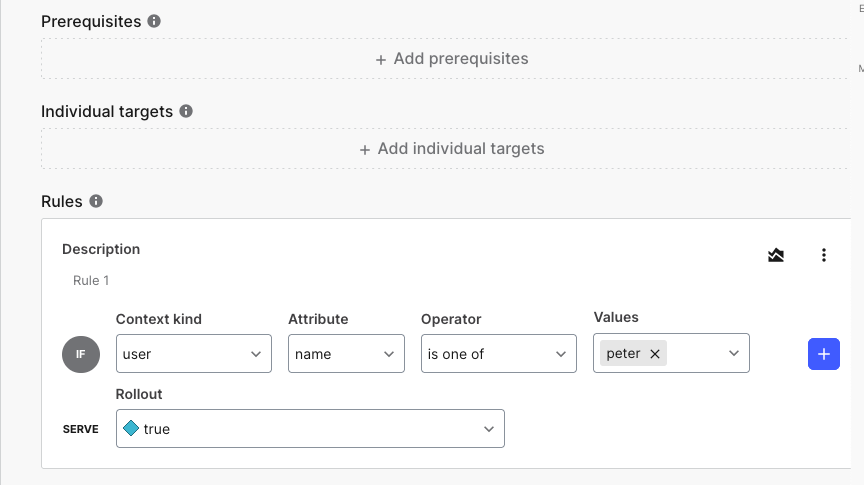 Prerequisites
+ Add prerequisites
Individual targets
+ Add individual targets
Rules
Description
Rule 1
Context kind Attribute Operator Values
IF user name is one of peter
Rollout
SERVE true